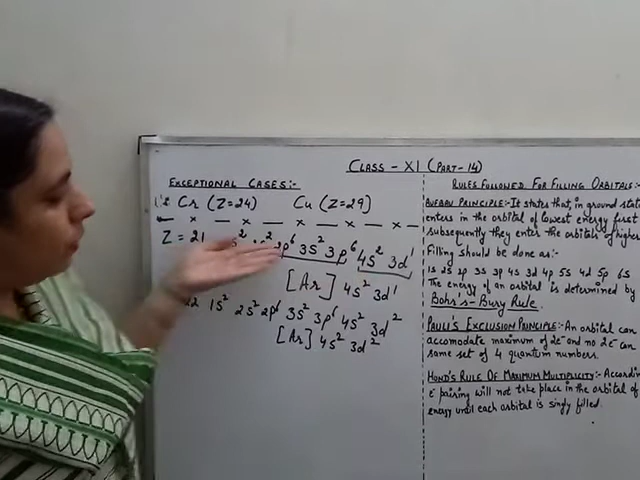 CLASS - XI (PART-14)
EXCEPTIONAL CASES:-
Cr (Z=24) Cu (Z=29)
— × — × — × — × —
Z = 21 2p⁶ 3s² 3p⁶ 4s² 3d¹
[Ar] 4s² 3d¹
22 1s² 2s² 2p⁶ 3s² 3p⁶ 4s² 3d²
[Ar] 4s² 3d²
RULES FOLLOWED FOR FILLING ORBITALS:-
PRINCIPLE:- It states that, in ground state
enters in the orbital of lowest energy first
subsequently they enter the orbitals of higher
Filling should be done as:-
1s 2s 2p 3s 3p 4s 3d 4p 5s 4d 5p 6s
The energy of an orbital is determined by
Bohr's-Bury Rule.
PAULI'S EXCLUSION PRINCIPLE:- An orbital can
accomodate maximum of 2e⁻ and no 2e⁻ can
same set of 4 quantum numbers.
HUND'S RULE OF MAXIMUM MULTIPLICITY:- Accordin
pairing will not take place in the orbital of
energy until each orbital is singly filled.